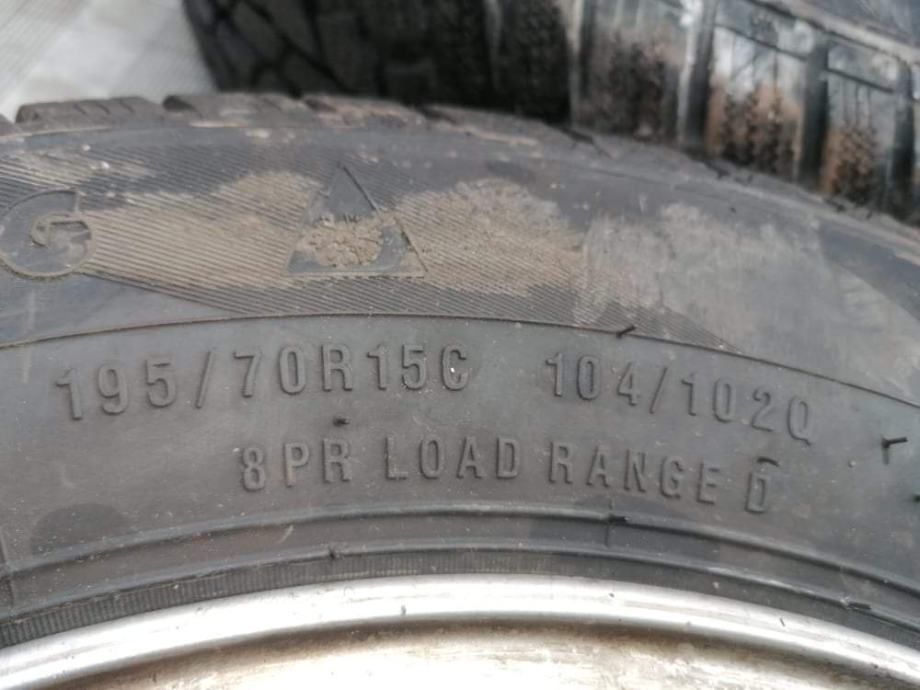 G
195/70R15C 104/102Q
8PR LOAD RANGE D